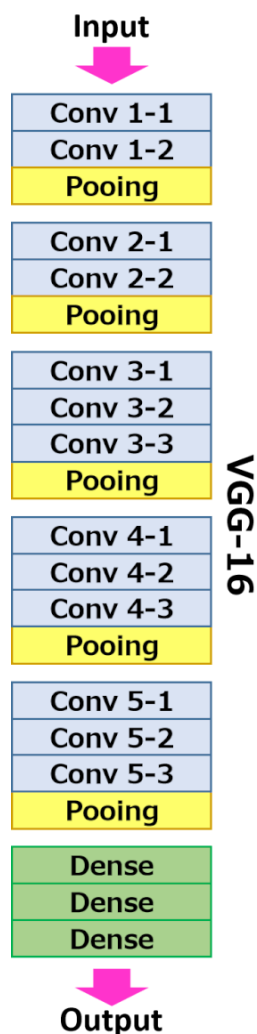 Input
Conv 1-1
Conv 1-2
Pooing
Conv 2-1
Conv 2-2
Pooing
Conv 3-1
Conv 3-2
Conv 3-3
Pooing
Conv 4-1
Conv 4-2
Conv 4-3
Pooing
Conv 5-1
Conv 5-2
Conv 5-3
Pooing
Dense
Dense
Dense
Output
VGG-16